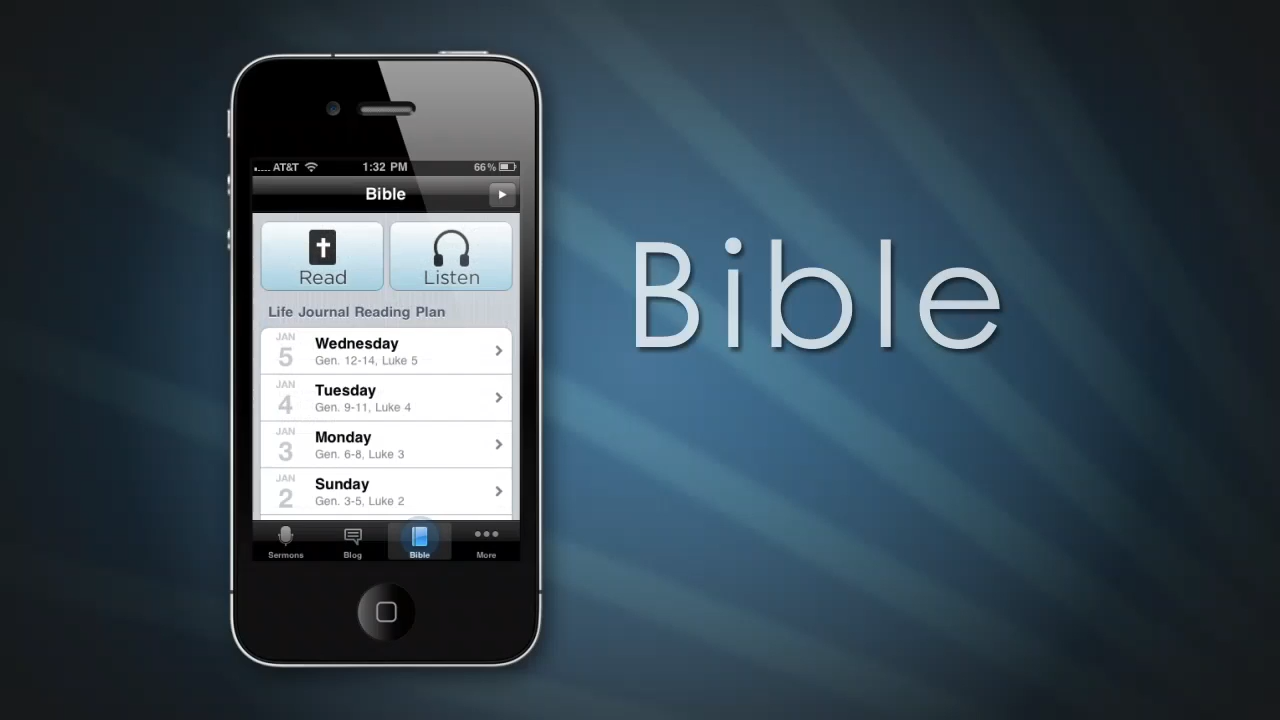 AT&T 1:32 PM 66%
Bible
Read Listen
Life Journal Reading Plan
JAN 5 Wednesday
Gen. 12-14, Luke 5
JAN 4 Tuesday
Gen. 9-11, Luke 4
JAN 3 Monday
Gen. 6-8, Luke 3
JAN 2 Sunday
Gen. 3-5, Luke 2
Sermons Blog Bible More
Bible